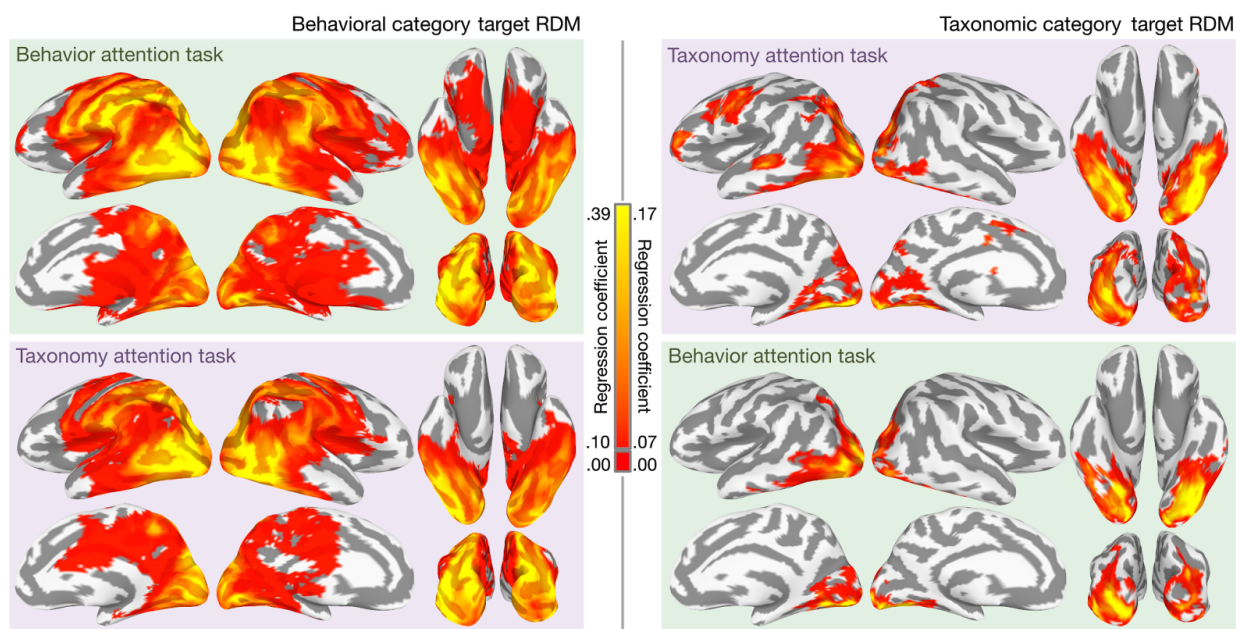 Behavioral category target RDM
Taxonomic category target RDM
Behavior attention task
Taxonomy attention task
.39 .17
Regression coefficient
Regression coefficient
.10 .07
.00 .00
Taxonomy attention task
Behavior attention task